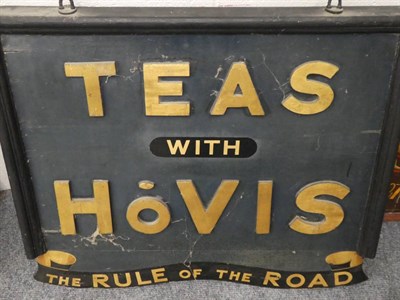 TEAS
WITH
HōVIS
THE RULE OF THE ROAD